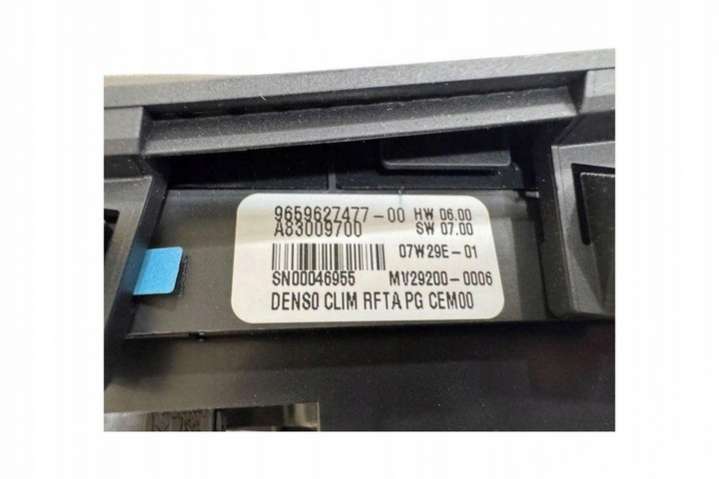 9659627477-00 HW 06.00
A83009700 SW 07.00
07W29E-01
SN00046955 MV29200-0006
DENSO CLIM RFTA PG CEM00